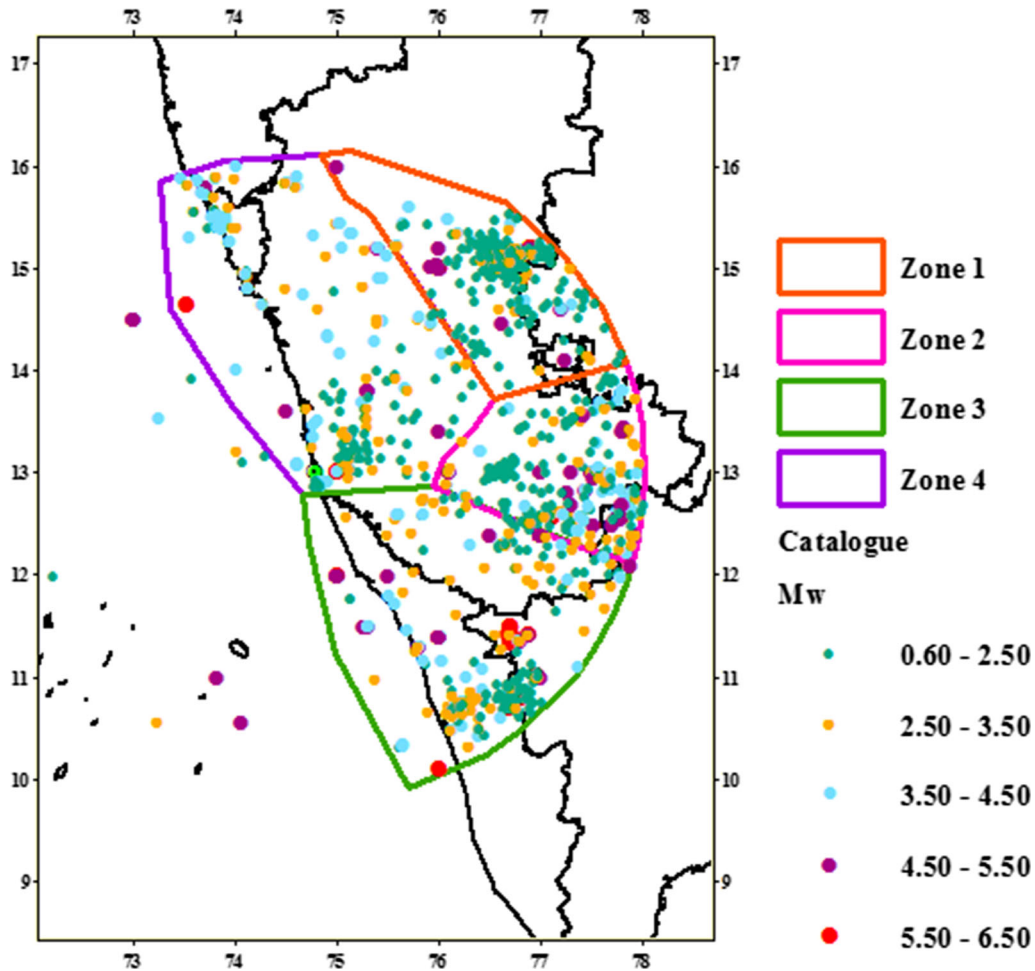 73 74 75 76 77 78
17 17
16 16
15 15
14 14
13 13
12 12
11 11
10 10
9 9
73 74 75 76 77 78
Zone 1
Zone 2
Zone 3
Zone 4
Catalogue
Mw
0.60 - 2.50
2.50 - 3.50
3.50 - 4.50
4.50 - 5.50
5.50 - 6.50